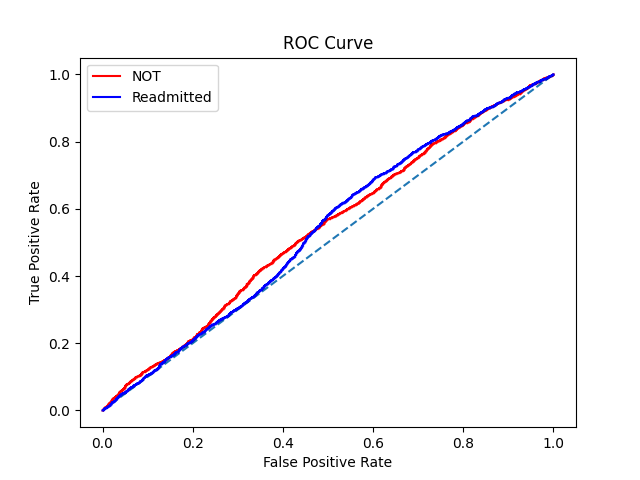 ROC Curve
NOT
Readmitted
True Positive Rate
1.0
0.8
0.6
0.4
0.2
0.0
0.0 0.2 0.4 0.6 0.8 1.0
False Positive Rate